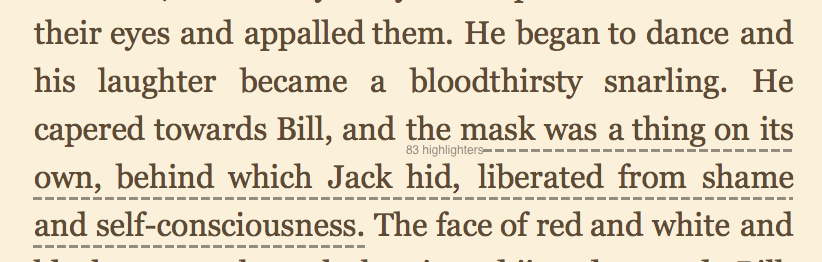 their eyes and appalled them. He began to dance and
his laughter became a bloodthirsty snarling. He
capered towards Bill, and the mask was a thing on its
83 highlighters
own, behind which Jack hid, liberated from shame
and self-consciousness. The face of red and white and